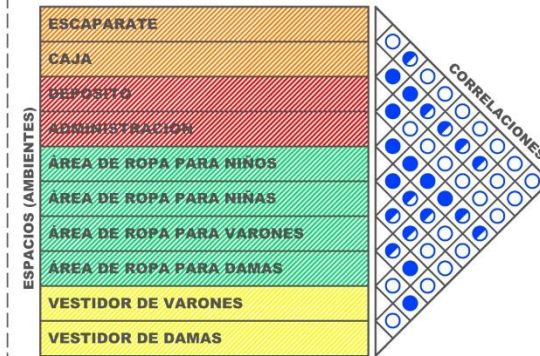 ESPACIOS (AMBIENTES)
ESCAPARATE
CAJA
DEPOSITO
ADMINISTRACION
ÁREA DE ROPA PARA NIÑOS
ÁREA DE ROPA PARA NIÑAS
ÁREA DE ROPA PARA VARONES
ÁREA DE ROPA PARA DAMAS
VESTIDOR DE VARONES
VESTIDOR DE DAMAS
CORRELACIONES